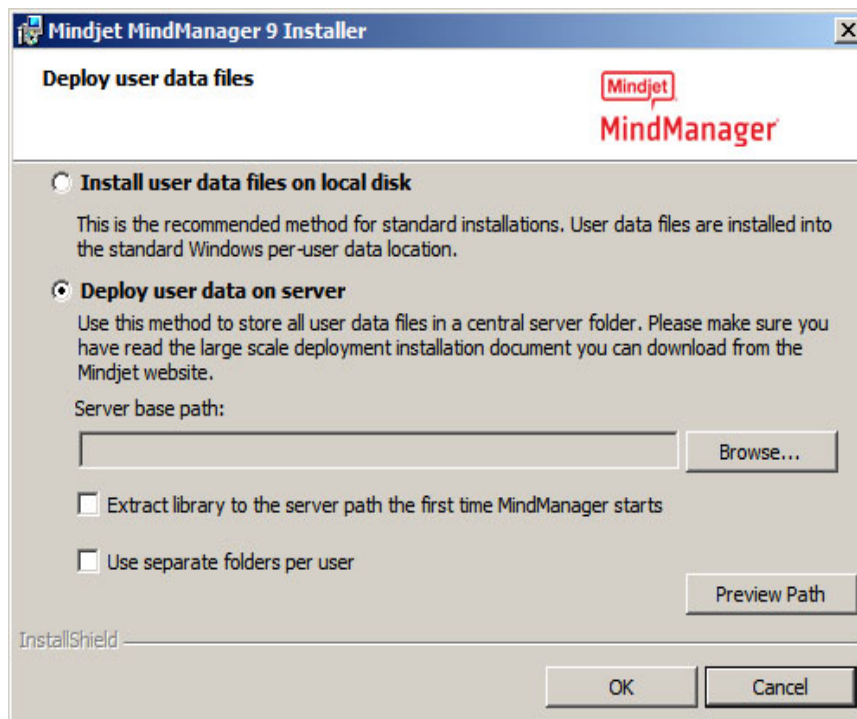 Mindjet MindManager 9 Installer
Deploy user data files
Mindjet
MindManager
Install user data files on local disk
This is the recommended method for standard installations. User data files are installed into
the standard Windows per-user data location.
Deploy user data on server
Use this method to store all user data files in a central server folder. Please make sure you
have read the large scale deployment installation document you can download from the
Mindjet website.
Server base path:
Browse...
Extract library to the server path the first time MindManager starts
Use separate folders per user
Preview Path
InstallShield
OK
Cancel